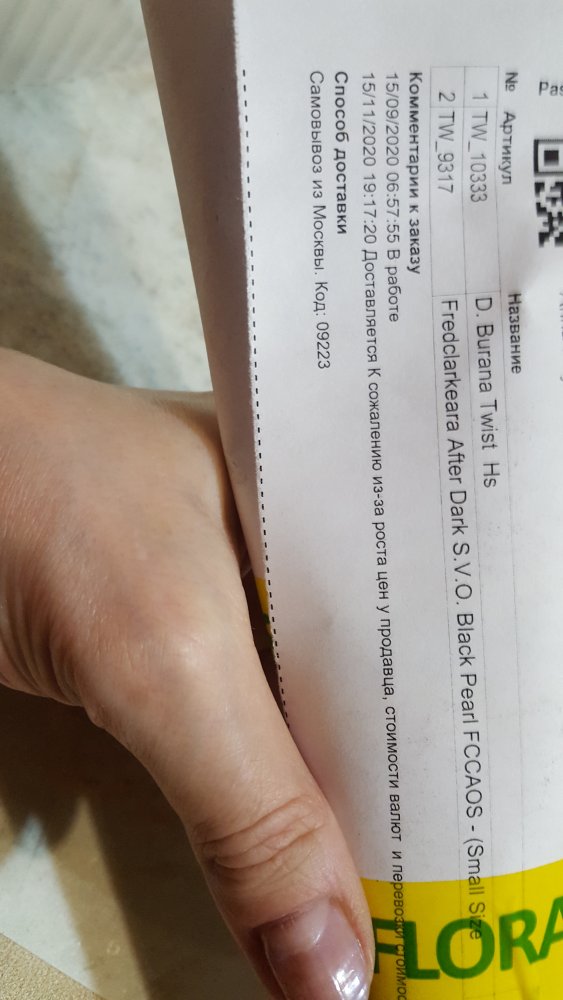 № Артикул Название
1 TW_10333 D. Burana Twist Hs
2 TW_9317 Fredclarkeara After Dark S.V.O. Black Pearl FCCAOS - (Small Size
Комментарии к заказу
15/09/2020 06:57:55 В работе
15/11/2020 19:17:20 Доставляется К сожалению из-за роста цен у продавца, стоимости валют и перевозки
Способ доставки
Самовывоз из Москвы. Код: 09223
FLORA